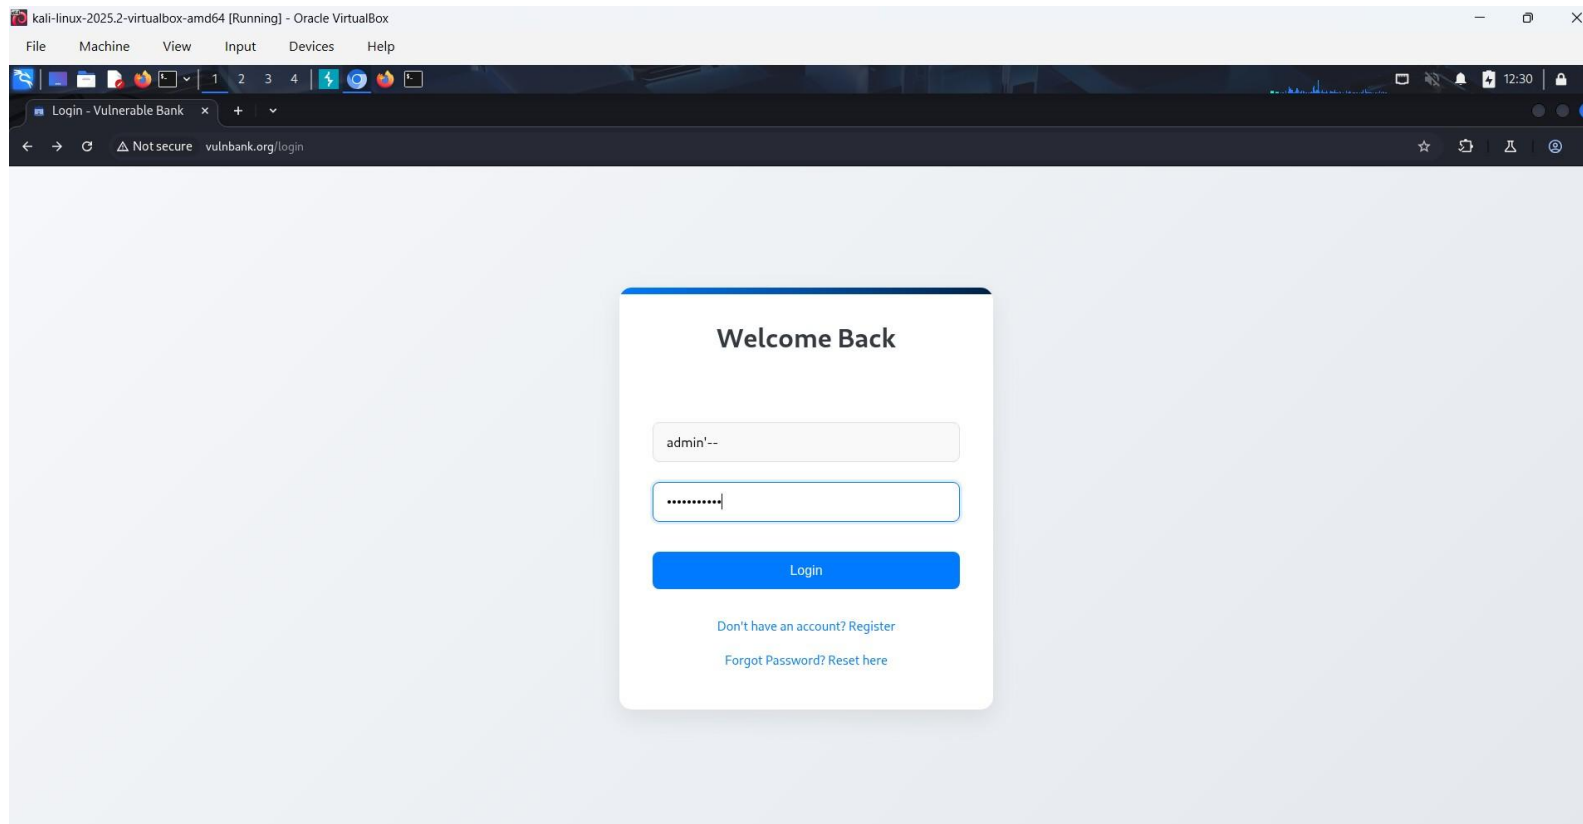 kali-linux-2025.2-virtualbox-amd64 [Running] - Oracle VirtualBox
File Machine View Input Devices Help
1 2 3 4 12:30
Login - Vulnerable Bank
Not secure vulnbank.org/login
Welcome Back
admin'--
•••••••••••
Login
Don't have an account? Register
Forgot Password? Reset here